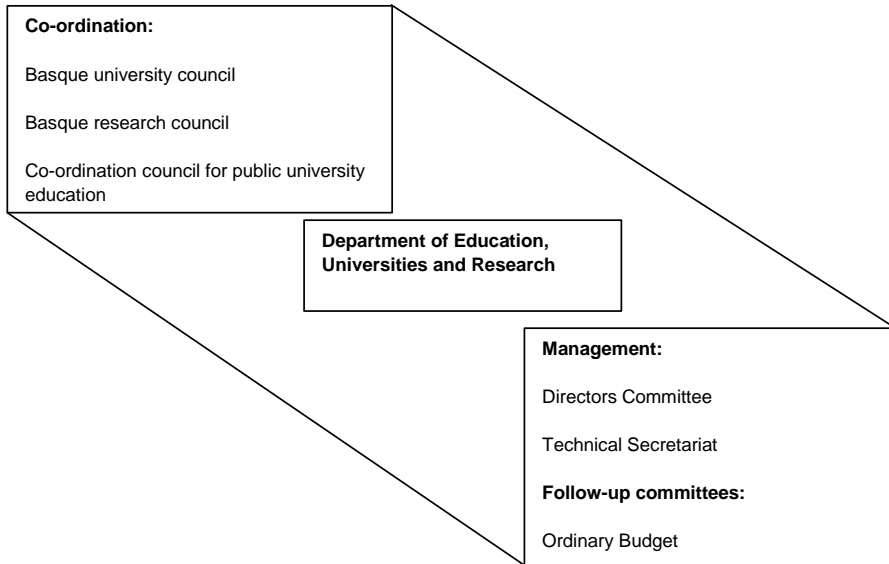 Co-ordination:
Basque university council
Basque research council
Co-ordination council for public university
education
Department of Education,
Universities and Research
Management:
Directors Committee
Technical Secretariat
Follow-up committees:
Ordinary Budget